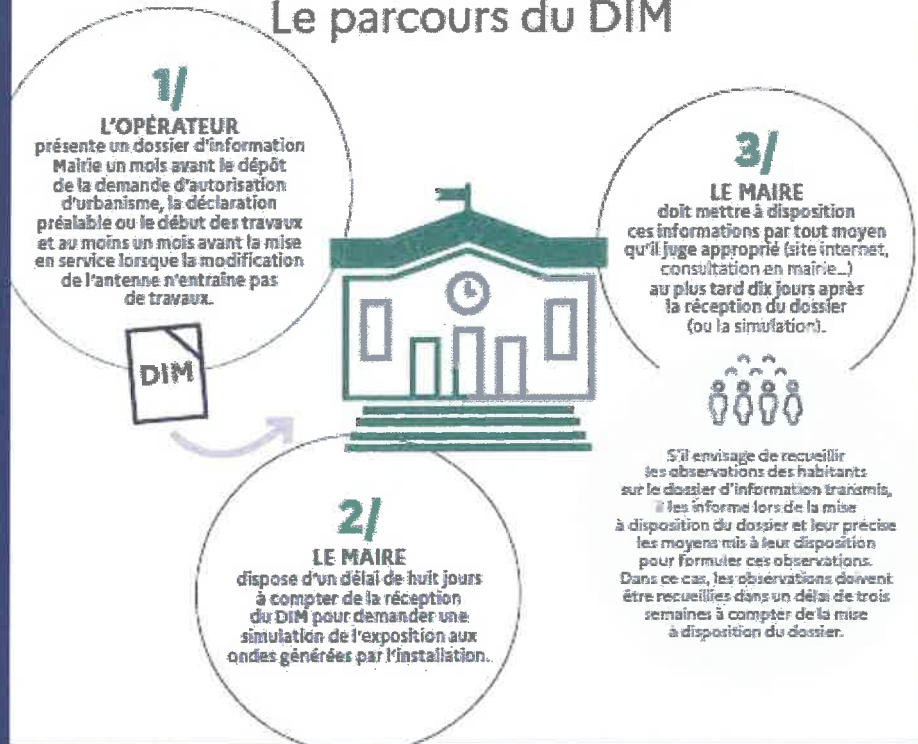 Le parcours du DIM
1/
L'OPÉRATEUR
présente un dossier d'information
Mairie un mois avant le dépôt
de la demande d'autorisation
d'urbanisme, la déclaration
préalable ou le début des travaux
et au moins un mois avant la mise
en service lorsque la modification
de l'antenne n'entraîne pas
de travaux.
DIM
2/
LE MAIRE
dispose d'un délai de huit jours
à compter de la réception
du DIM pour demander une
simulation de l'exposition aux
ondes générées par l'installation.
3/
LE MAIRE
doit mettre à disposition
ces informations par tout moyen
qu'il juge approprié (site internet,
consultation en mairie...)
au plus tard dix jours après
la réception du dossier
(ou la simulation).
S'il envisage de recueillir
les observations des habitants
sur le dossier d'information transmis,
il les informe lors de la mise
à disposition du dossier et leur précise
les moyens mis à leur disposition
pour formuler ces observations.
Dans ce cas, les observations doivent
être recueillies dans un délai de trois
semaines à compter de la mise
à disposition du dossier.